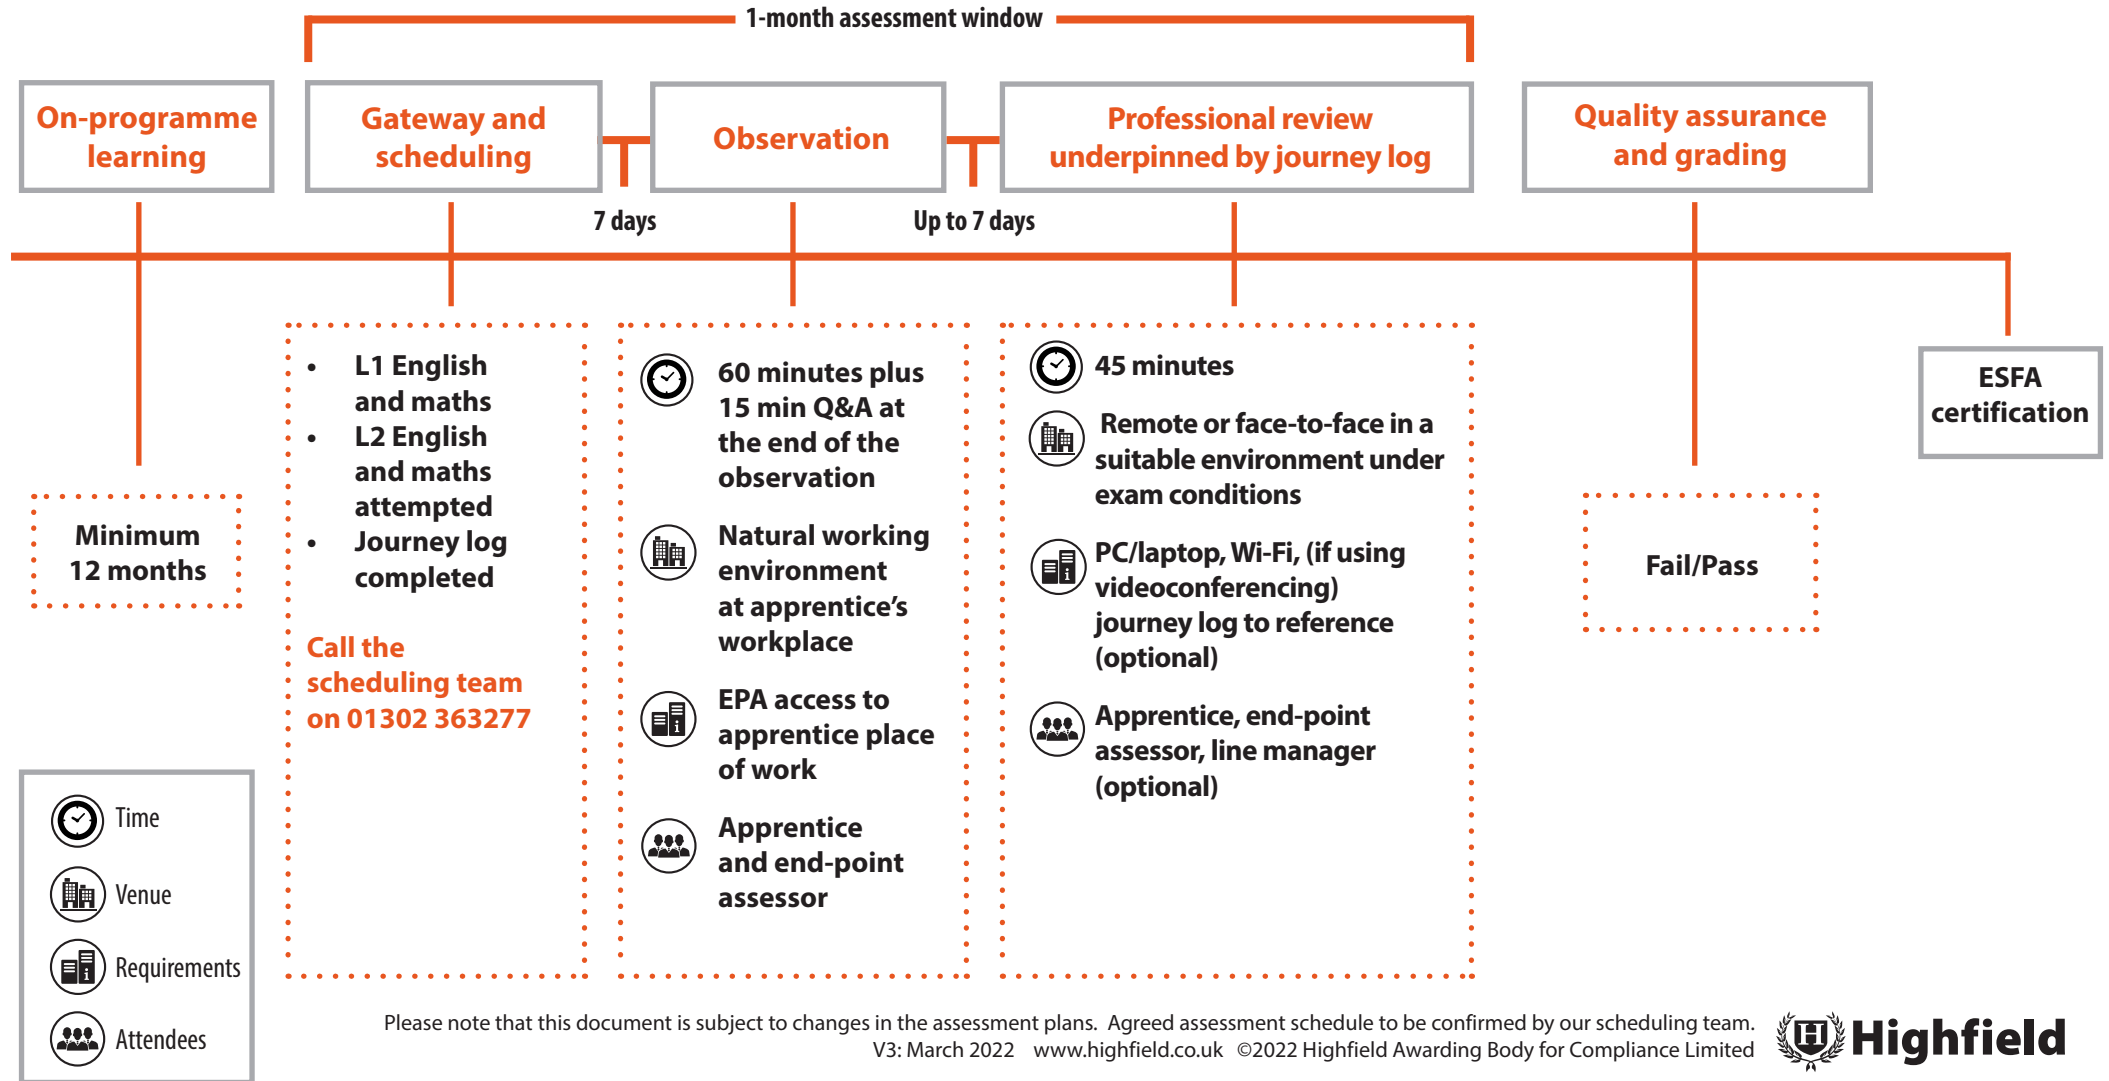 1-month assessment window
On-programme
learning
Gateway and
scheduling
Observation
Professional review
underpinned by journey log
Quality assurance
and grading
7 days
Up to 7 days
Minimum
12 months
• L1 English
and maths
• L2 English
and maths
attempted
• Journey log
completed
Call the
scheduling team
on 01302 363277
60 minutes plus
15 min Q&A at
the end of the
observation
Natural working
environment
at apprentice’s
workplace
EPA access to
apprentice place
of work
Apprentice
and end-point
assessor
45 minutes
Remote or face-to-face in a
suitable environment under
exam conditions
PC/laptop, Wi-Fi, (if using
videoconferencing)
journey log to reference
(optional)
Apprentice, end-point
assessor, line manager
(optional)
Fail/Pass
ESFA
certification
Time
Venue
Requirements
Attendees
Please note that this document is subject to changes in the assessment plans. Agreed assessment schedule to be confirmed by our scheduling team.
V3: March 2022 www.highfield.co.uk ©2022 Highfield Awarding Body for Compliance Limited
H Highfield